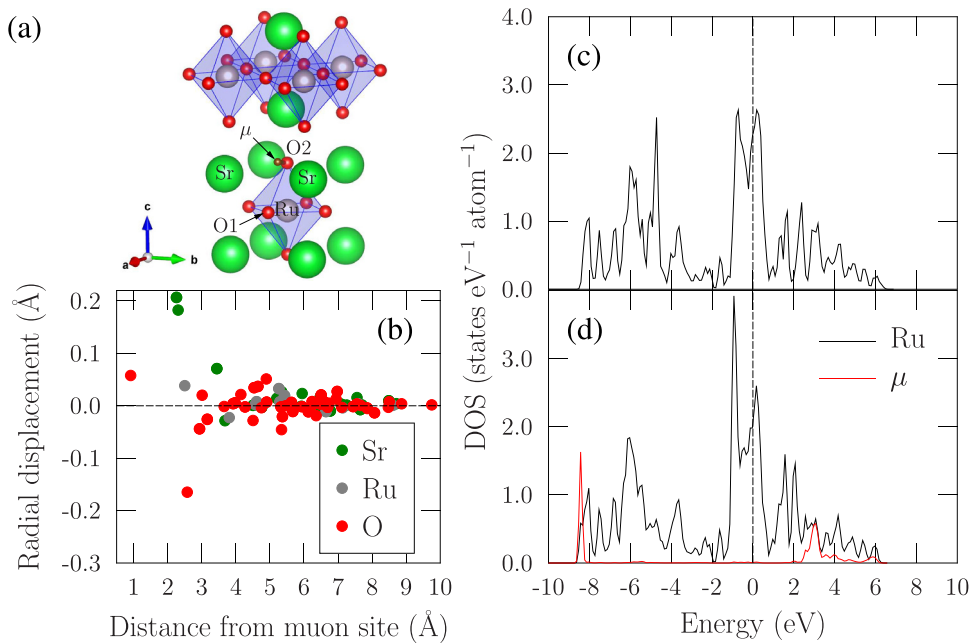 (a)
μ
O2
Sr
Sr
Ru
O1
c
a
b
(b)
Radial displacement (Å)
0.2
0.1
0.0
-0.1
-0.2
-0.3
Sr
Ru
O
1 2 3 4 5 6 7 8 9 10
Distance from muon site (Å)
(c)
4.0
3.0
2.0
1.0
0.0
DOS (states eV⁻¹ atom⁻¹)
(d)
Ru
μ
3.0
2.0
1.0
0.0
-10 -8 -6 -4 -2 0 2 4 6 8 10
Energy (eV)